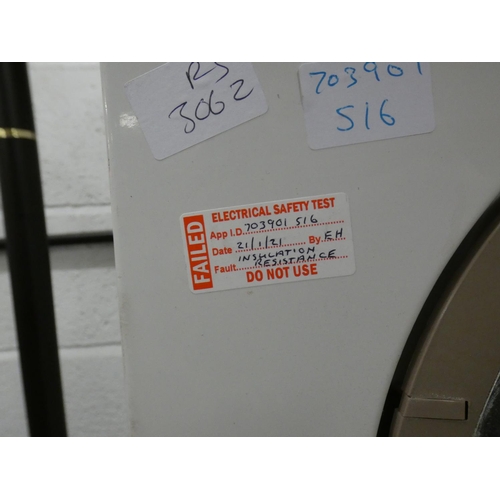 RS
3062
703901
516
FAILED
ELECTRICAL SAFETY TEST
App I.D. 703901 516
Date 21/1/21 By E.H.
Fault INSULATION
RESISTANCE
DO NOT USE